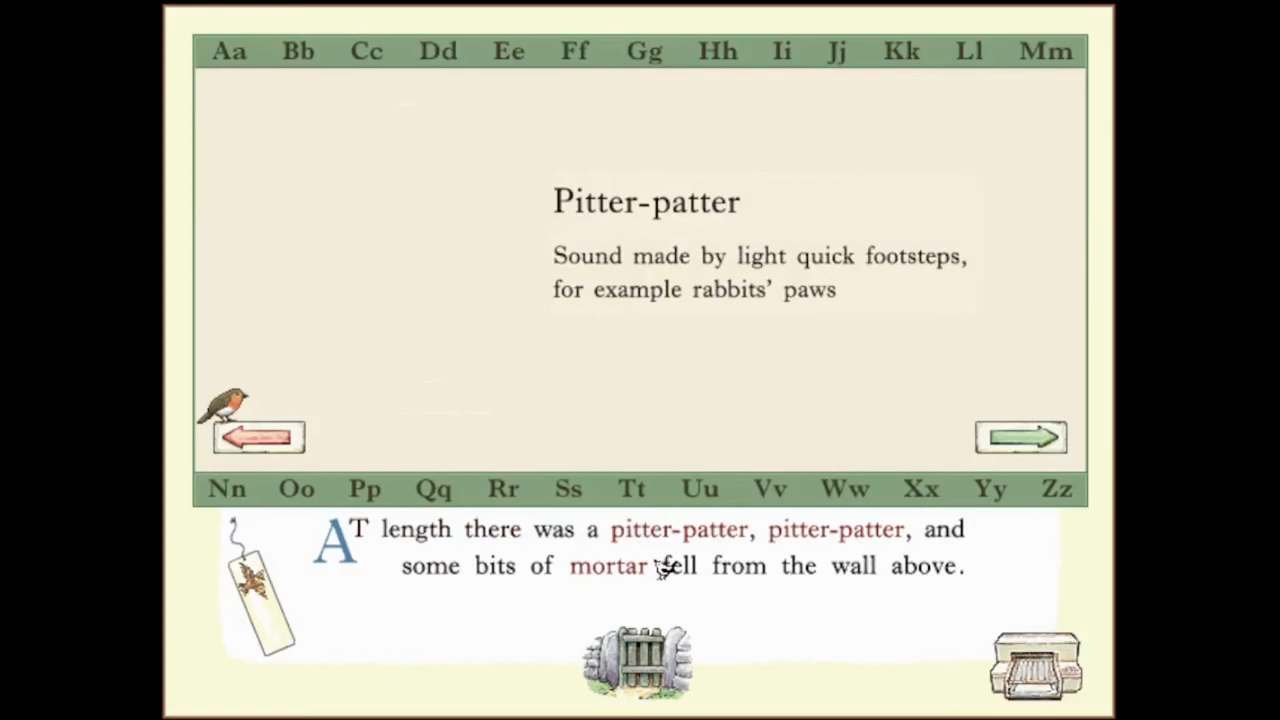 Aa Bb Cc Dd Ee Ff Gg Hh Ii Jj Kk Ll Mm
Pitter-patter
Sound made by light quick footsteps,
for example rabbits’ paws
Nn Oo Pp Qq Rr Ss Tt Uu Vv Ww Xx Yy Zz
AT length there was a pitter-patter, pitter-patter, and
some bits of mortar fell from the wall above.